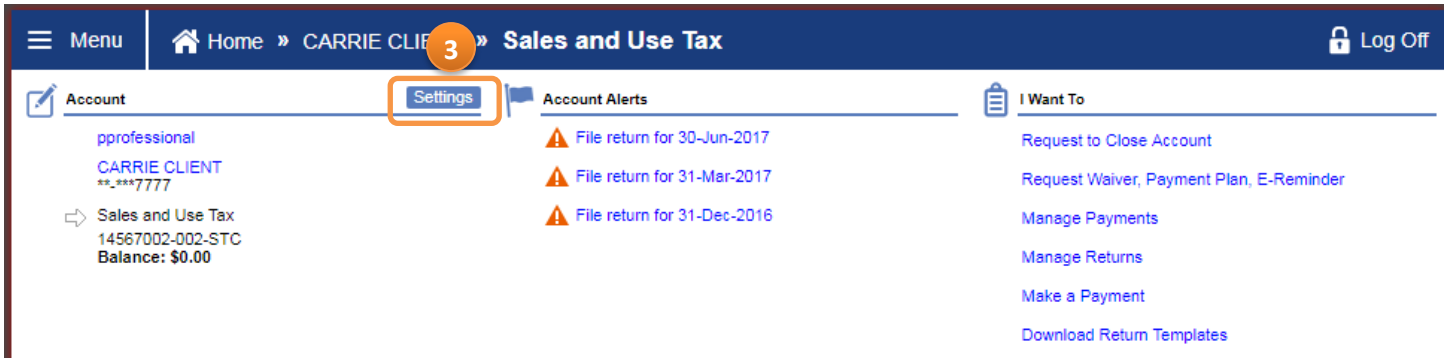 Menu Home » CARRIE CLIE 3 » Sales and Use Tax Log Off
Account Settings
pprofessional
CARRIE CLIENT
**-***7777
Sales and Use Tax
14567002-002-STC
Balance: $0.00
Account Alerts
File return for 30-Jun-2017
File return for 31-Mar-2017
File return for 31-Dec-2016
I Want To
Request to Close Account
Request Waiver, Payment Plan, E-Reminder
Manage Payments
Manage Returns
Make a Payment
Download Return Templates